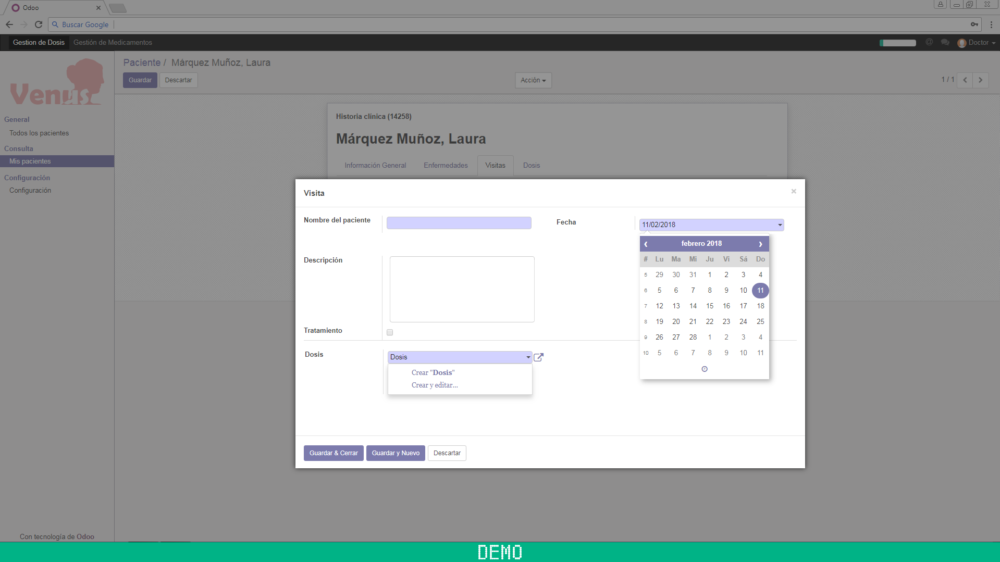 Odoo
Buscar Google
Gestion de Dosis Gestión de Medicamentos
@ Doctor
Venus
Paciente / Márquez Muñoz, Laura
Guardar Descartar
Acción
1 / 1
General
Todos los pacientes
Consulta
Mis pacientes
Configuración
Configuración
Historia clínica (14258)
Márquez Muñoz, Laura
Información General Enfermedades Visitas Dosis
Visita
×
Nombre del paciente
Fecha 11/02/2018
febrero 2018
# Lu Ma Mi Ju Vi Sá Do
5 29 30 31 1 2 3 4
6 5 6 7 8 9 10 11
7 12 13 14 15 16 17 18
8 19 20 21 22 23 24 25
9 26 27 28 1 2 3 4
10 5 6 7 8 9 10 11
Descripción
Tratamiento
Dosis Dosis
Crear "Dosis"
Crear y editar...
Guardar & Cerrar Guardar y Nuevo Descartar
Con tecnología de Odoo
DEMO